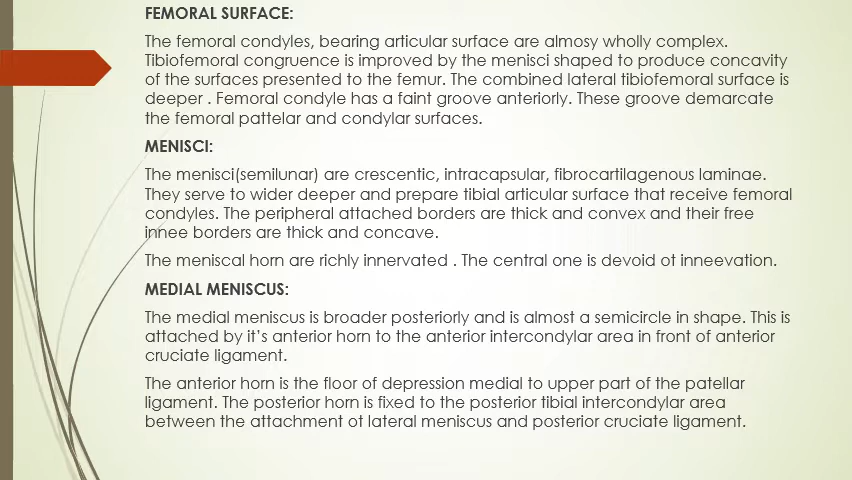 FEMORAL SURFACE:
The femoral condyles, bearing articular surface are almosy wholly complex.
Tibiofemoral congruence is improved by the menisci shaped to produce concavity
of the surfaces presented to the femur. The combined lateral tibiofemoral surface is
deeper . Femoral condyle has a faint groove anteriorly. These groove demarcate
the femoral pattelar and condylar surfaces.
MENISCI:
The menisci(semilunar) are crescentic, intracapsular, fibrocartilagenous laminae.
They serve to wider deeper and prepare tibial articular surface that receive femoral
condyles. The peripheral attached borders are thick and convex and their free
innee borders are thick and concave.
The meniscal horn are richly innervated . The central one is devoid ot inneevation.
MEDIAL MENISCUS:
The medial meniscus is broader posteriorly and is almost a semicircle in shape. This is
attached by it’s anterior horn to the anterior intercondylar area in front of anterior
cruciate ligament.
The anterior horn is the floor of depression medial to upper part of the patellar
ligament. The posterior horn is fixed to the posterior tibial intercondylar area
between the attachment ot lateral meniscus and posterior cruciate ligament.